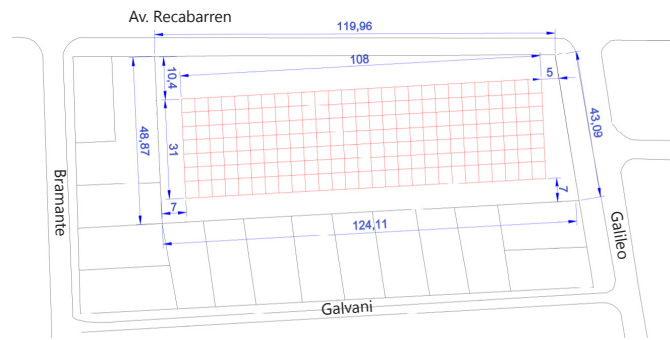 Av. Recabarren
119,96
108
10,4
5
48,87
31
43,09
Bramante
7
7
124,11
Galileo
Galvani